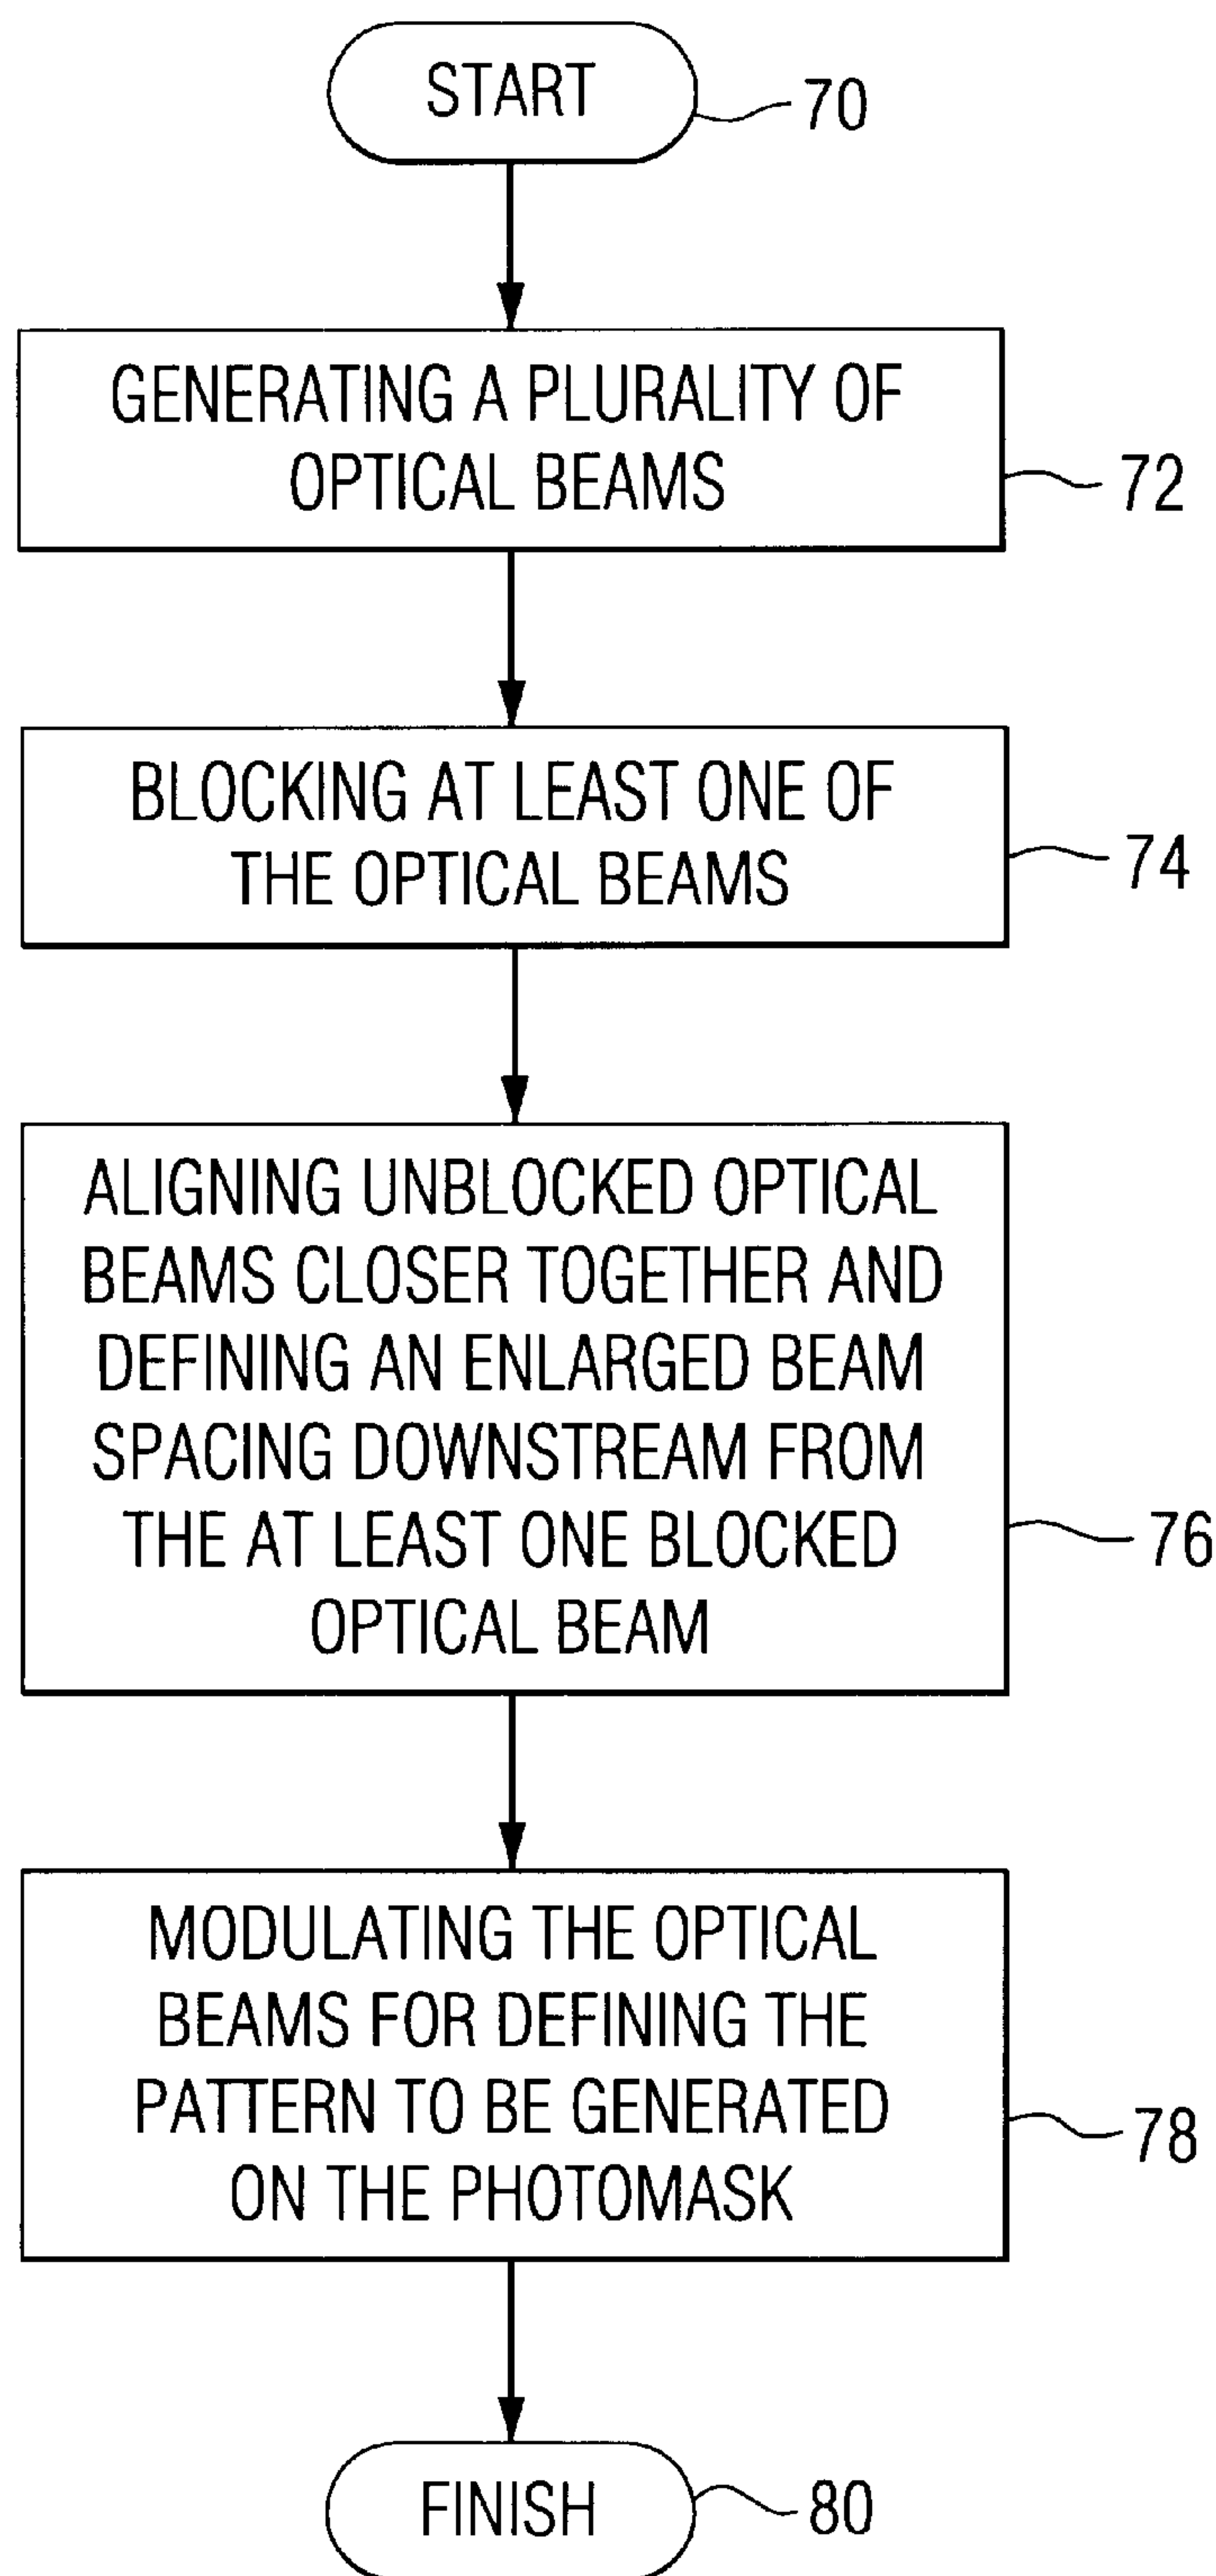 START
70
GENERATING A PLURALITY OF
OPTICAL BEAMS
72
BLOCKING AT LEAST ONE OF
THE OPTICAL BEAMS
74
ALIGNING UNBLOCKED OPTICAL
BEAMS CLOSER TOGETHER AND
DEFINING AN ENLARGED BEAM
SPACING DOWNSTREAM FROM
THE AT LEAST ONE BLOCKED
OPTICAL BEAM
76
MODULATING THE OPTICAL
BEAMS FOR DEFINING THE
PATTERN TO BE GENERATED
ON THE PHOTOMASK
78
FINISH
80